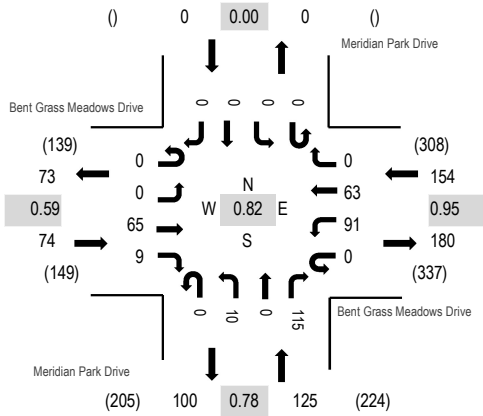 () 0 0.00 0 ()
Meridian Park Drive
0 0 0 0
Bent Grass Meadows Drive
(139) 0 0 (308)
73 154
0 N 63
0.59 W 0.82 E 0.95
65 91
74 S 180
9 0
(149) (337)
0 10 0 115
Bent Grass Meadows Drive
Meridian Park Drive
(205) 100 0.78 125 (224)